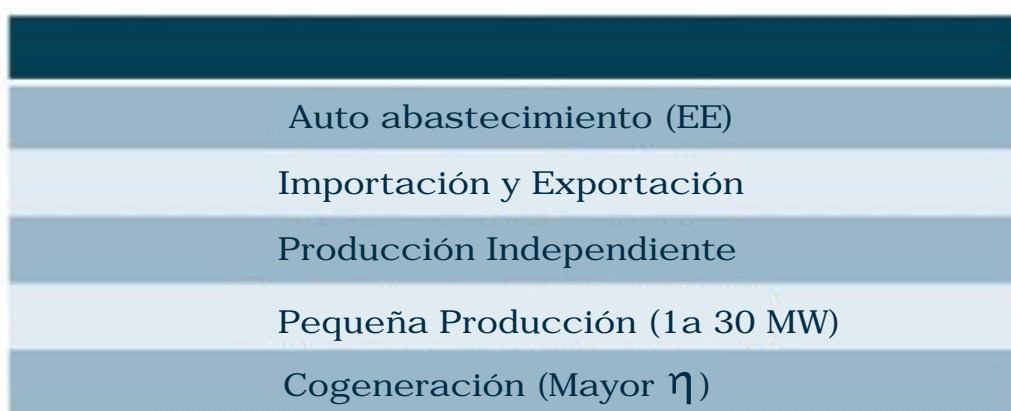 Auto abastecimiento (EE)
Importación y Exportación
Producción Independiente
Pequeña Producción (1a 30 MW)
Cogeneración (Mayor η)